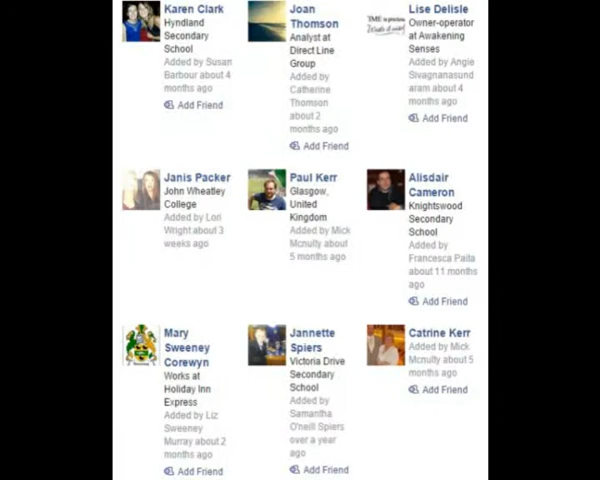 Karen Clark
Hyndland
Secondary
School
Added by Susan
Barbour about 4
months ago
Add Friend
Joan
Thomson
Analyst at
Direct Line
Group
Added by
Catherine
Thomson
about 2
months ago
Add Friend
Lise Delisle
Owner-operator
at Awakening
Senses
Added by Angie
Sivagnanasund
aram about 4
months ago
Add Friend
Janis Packer
John Wheatley
College
Added by Lori
Wright about 3
weeks ago
Paul Kerr
Glasgow,
United
Kingdom
Added by Mick
Mcnulty about
5 months ago
Alisdair
Cameron
Knightswood
Secondary
School
Added by
Francesca Paita
about 11 months
ago
Add Friend
Mary
Sweeney
Corewyn
Works at
Holiday Inn
Express
Added by Liz
Sweeney
Murray about 2
months ago
Add Friend
Jannette
Spiers
Victoria Drive
Secondary
School
Added by
Samantha
O'neill Spiers
over a year
ago
Add Friend
Catrine Kerr
Added by Mick
Mcnulty about 5
months ago
Add Friend